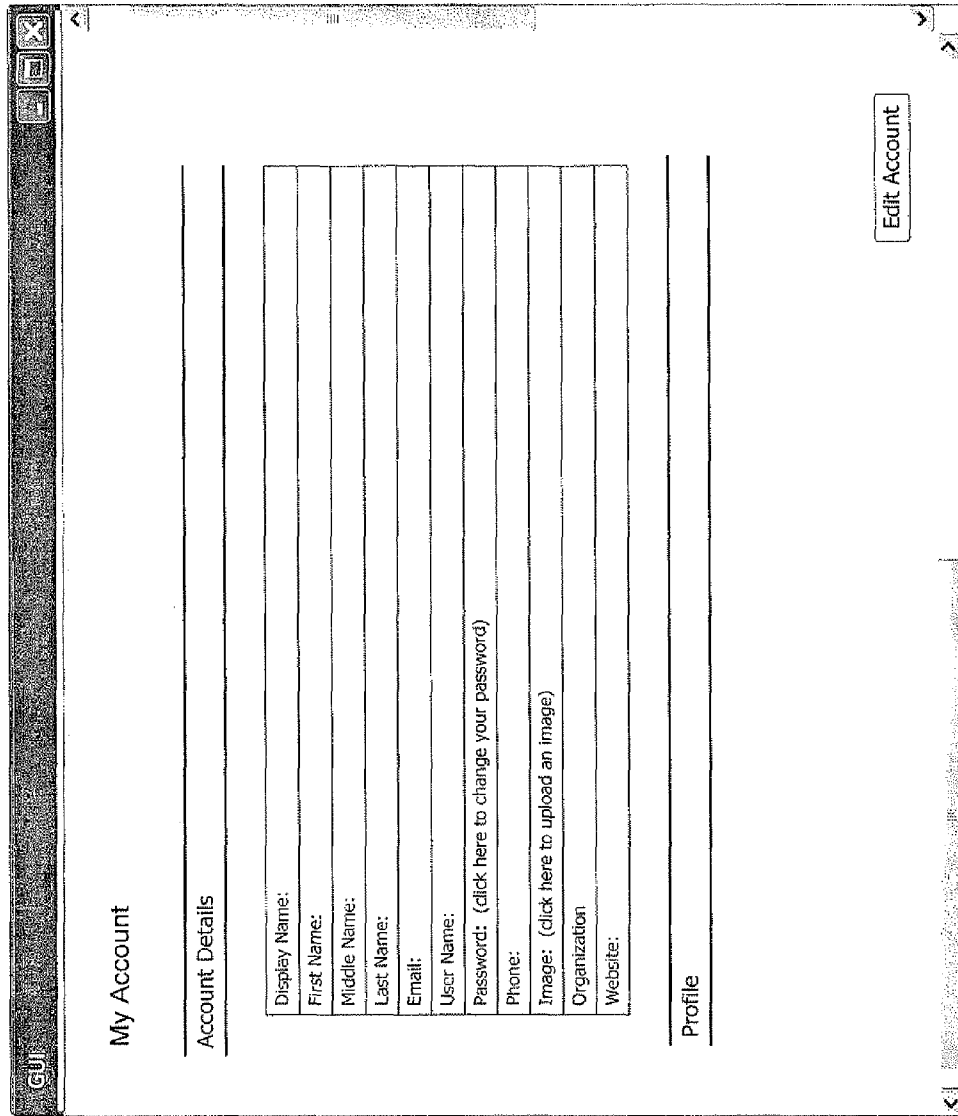 GUI
My Account
Account Details
Display Name:
First Name:
Middle Name:
Last Name:
Email:
User Name:
Password: (click here to change your password)
Phone:
Image: (click here to upload an image)
Organization
Website:
Profile
Edit Account